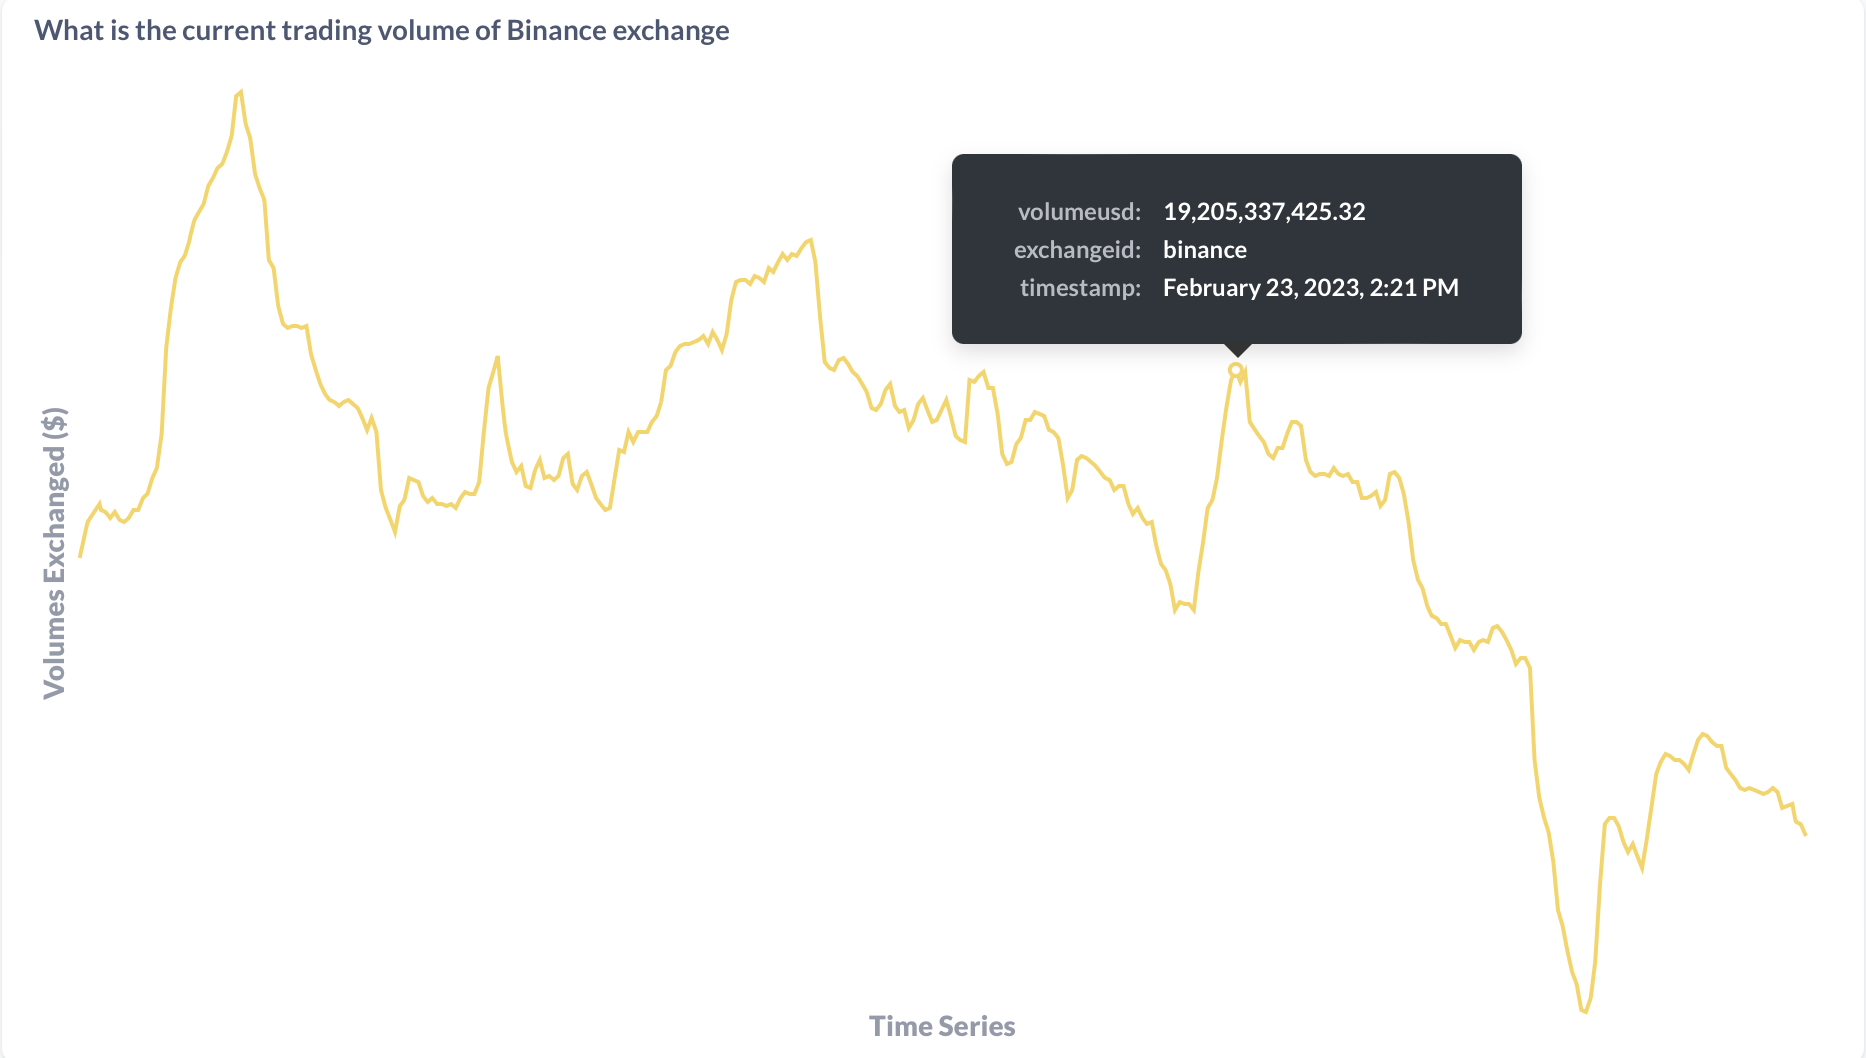 What is the current trading volume of Binance exchange
volumeusd: 19,205,337,425.32
exchangeid: binance
timestamp: February 23, 2023, 2:21 PM
Volumes Exchanged ($)
Time Series